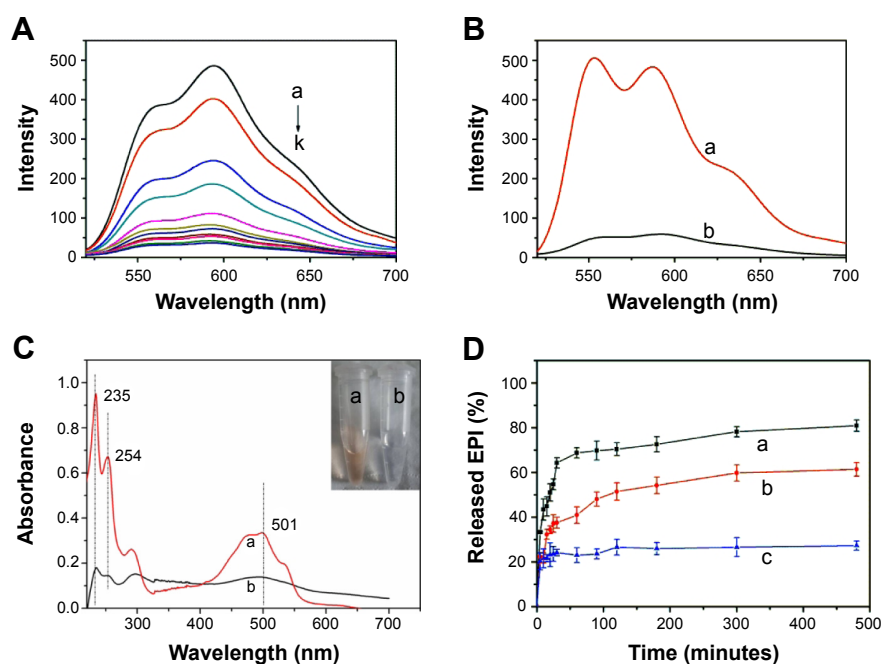 A
500
400
300
200
100
0
Intensity
550
600
650
700
Wavelength (nm)
a
k
B
600
500
400
300
200
100
0
Intensity
550
600
650
700
Wavelength (nm)
a
b
C
1.0
0.8
0.6
0.4
0.2
0.0
Absorbance
300
400
500
600
700
Wavelength (nm)
235
254
501
a
b
a
b
D
100
80
60
40
20
0
Released EPI (%)
0
100
200
300
400
500
Time (minutes)
a
b
c